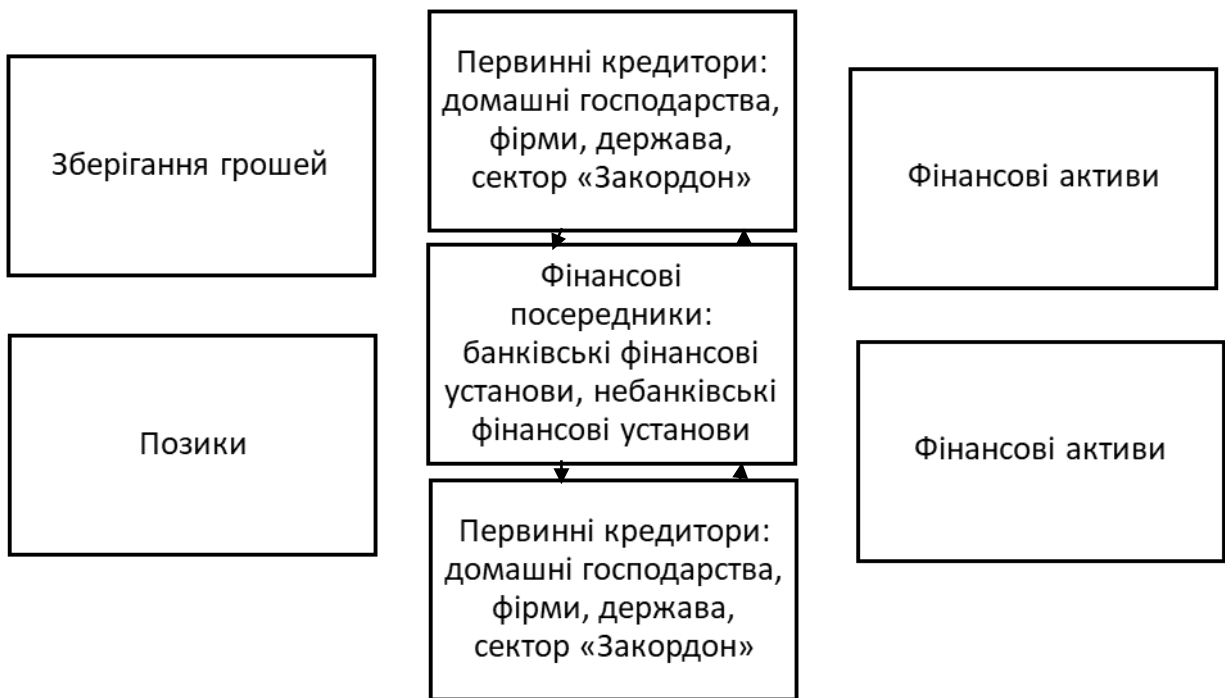 Зберігання грошей
Первинні кредитори:
домашні господарства,
фірми, держава,
сектор «Закордон»
Фінансові активи
Фінансові
посередники:
банківські фінансові
установи, небанківські
фінансові установи
Позики
Фінансові активи
Первинні кредитори:
домашні господарства,
фірми, держава,
сектор «Закордон»